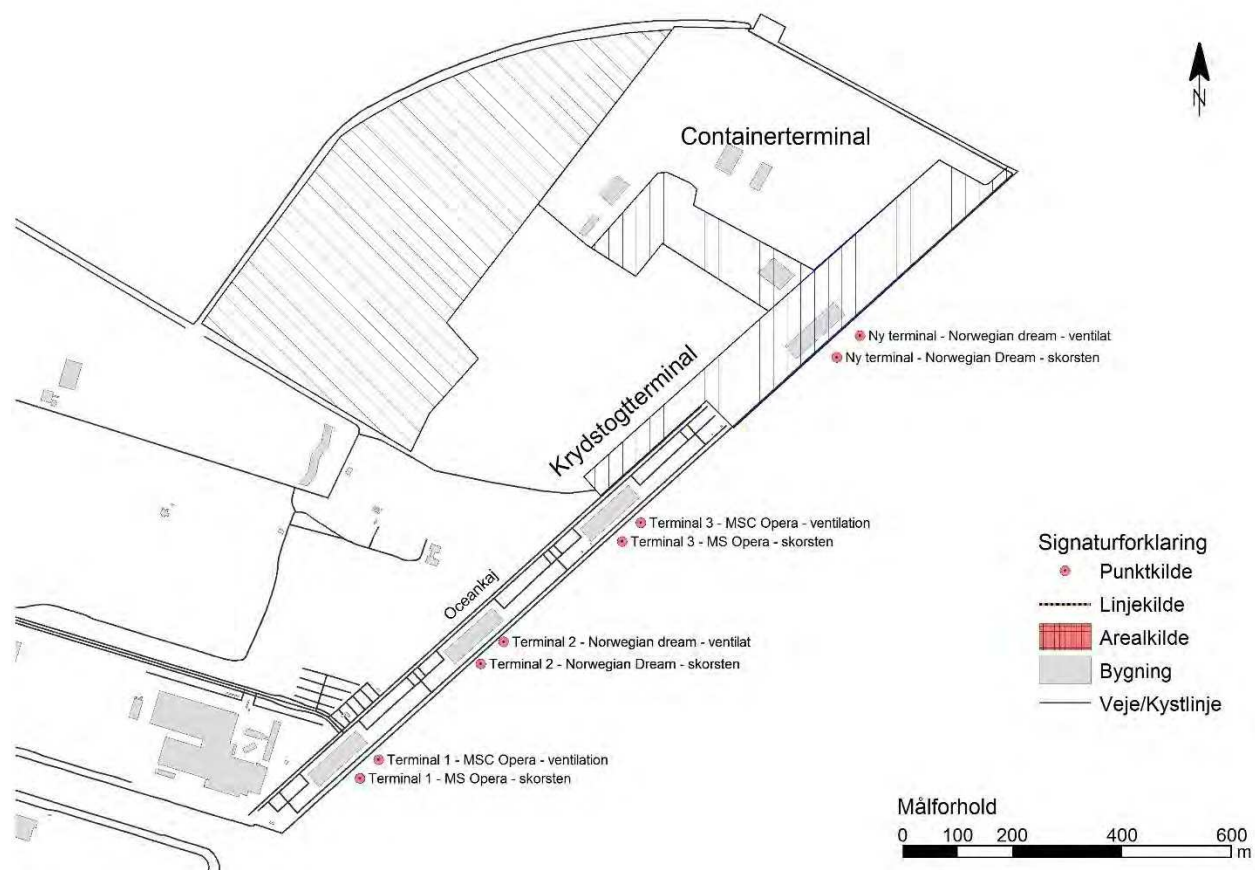 N
Containerterminal
Ny terminal - Norwegian dream - ventilat
Ny terminal - Norwegian Dream - skorsten
Krydstogtterminal
Terminal 3 - MSC Opera - ventilation
Terminal 3 - MS Opera - skorsten
Oceankaj
Terminal 2 - Norwegian dream - ventilat
Terminal 2 - Norwegian Dream - skorsten
Terminal 1 - MSC Opera - ventilation
Terminal 1 - MS Opera - skorsten
Signaturforklaring
Punktkilde
Linjekilde
Arealkilde
Bygning
Veje/Kystlinje
Målforhold
0 100 200 400 600
m